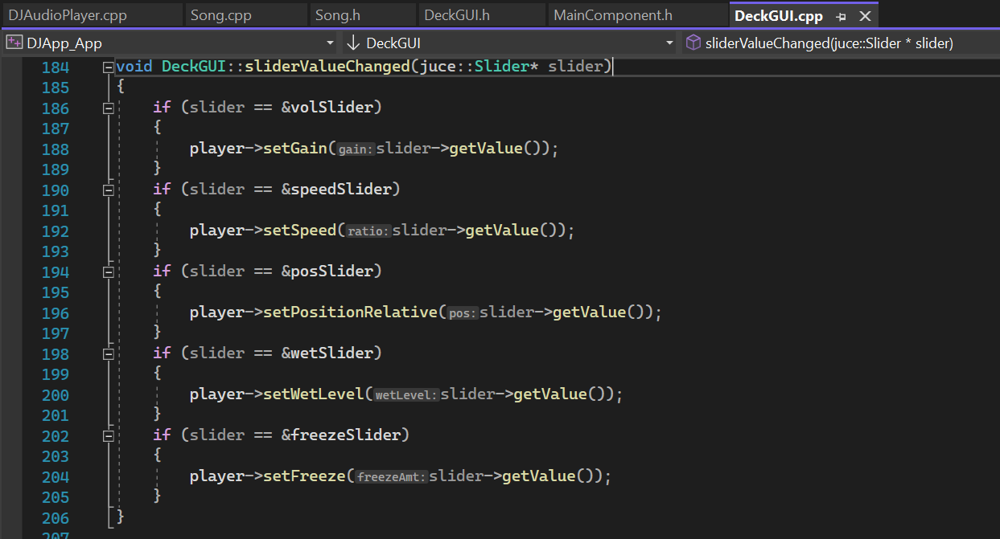 DJAudioPlayer.cpp Song.cpp Song.h DeckGUI.h MainComponent.h DeckGUI.cpp
DJApp_App DeckGUI sliderValueChanged(juce::Slider * slider)
184 void DeckGUI::sliderValueChanged(juce::Slider* slider)
185 {
186 if (slider == &volSlider)
187 {
188 player->setGain(gain:slider->getValue());
189 }
190 if (slider == &speedSlider)
191 {
192 player->setSpeed(ratio:slider->getValue());
193 }
194 if (slider == &posSlider)
195 {
196 player->setPositionRelative(pos:slider->getValue());
197 }
198 if (slider == &wetSlider)
199 {
200 player->setWetLevel(wetLevel:slider->getValue());
201 }
202 if (slider == &freezeSlider)
203 {
204 player->setFreeze(freezeAmt:slider->getValue());
205 }
206 }
207